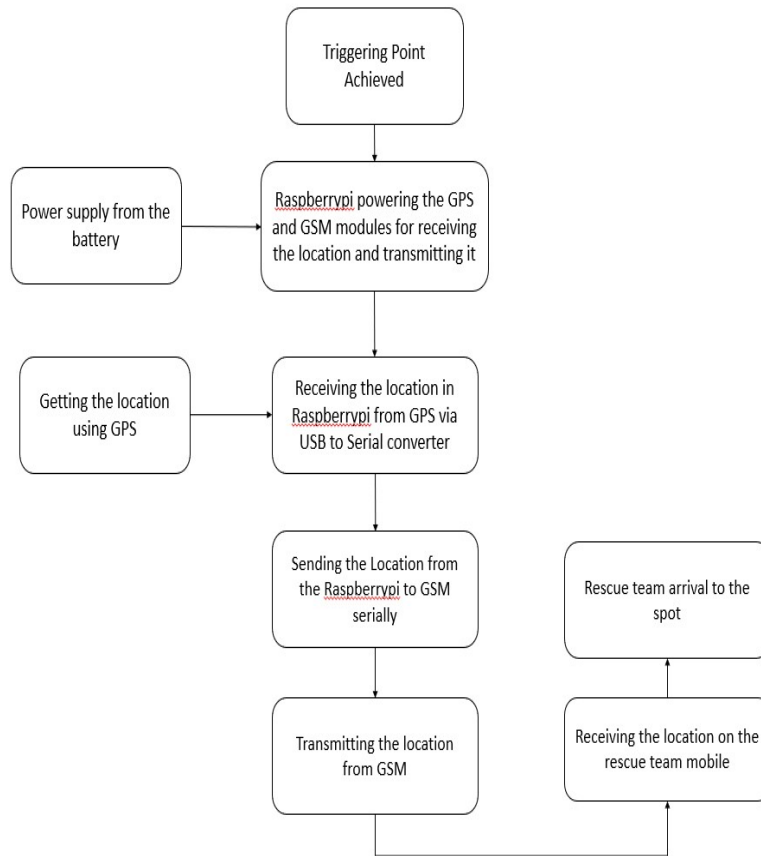 Triggering Point
Achieved
Power supply from the
battery
Raspberrypi powering the GPS
and GSM modules for receiving
the location and transmitting it
Getting the location
using GPS
Receiving the location in
Raspberrypi from GPS via
USB to Serial converter
Sending the Location from
the Raspberrypi to GSM
serially
Transmitting the location
from GSM
Receiving the location on the
rescue team mobile
Rescue team arrival to the
spot